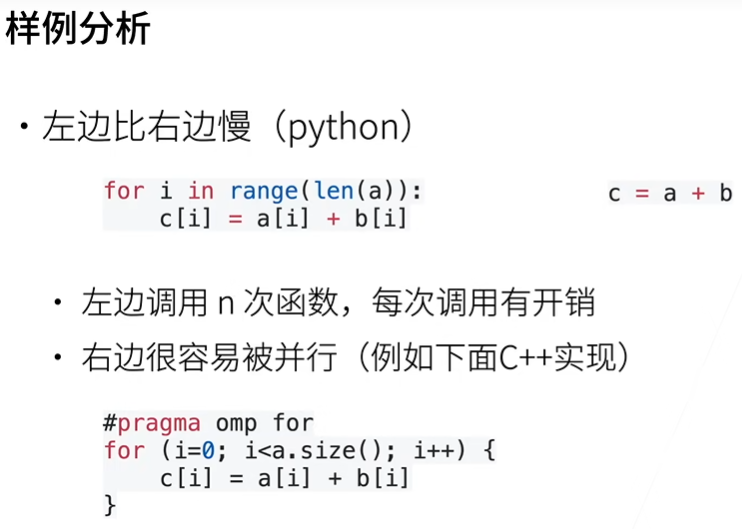 样例分析
• 左边比右边慢（python）
for i in range(len(a)):
    c[i] = a[i] + b[i]
c = a + b
• 左边调用 n 次函数，每次调用有开销
• 右边很容易被并行（例如下面C++实现）
#pragma omp for
for (i=0; i<a.size(); i++) {
    c[i] = a[i] + b[i]
}